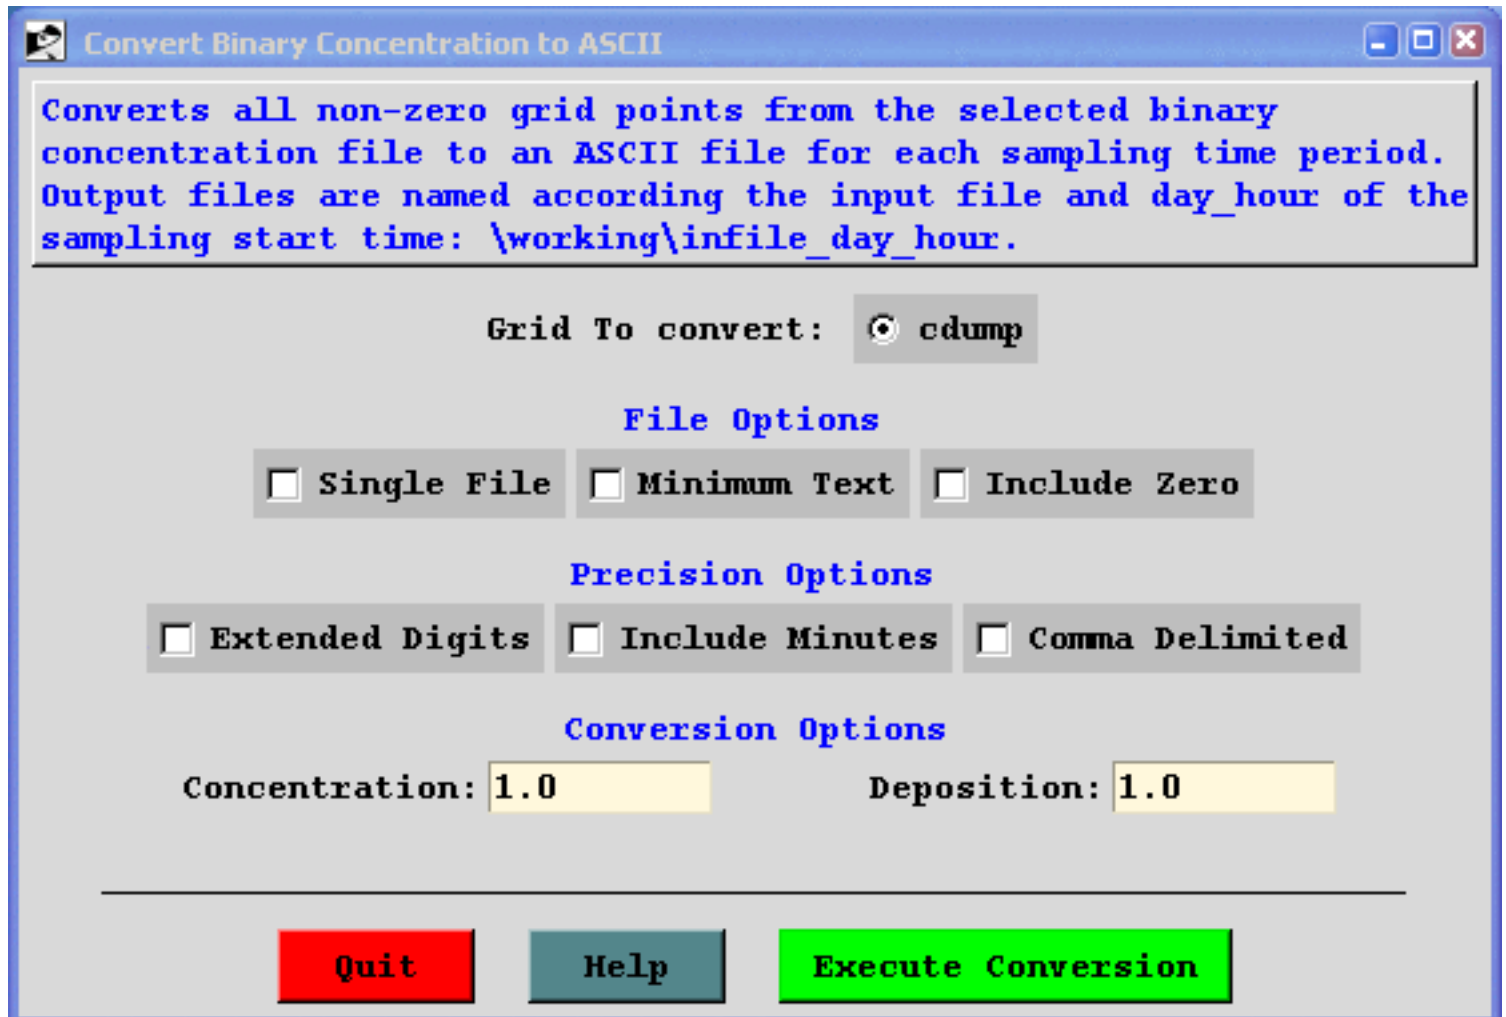 Convert Binary Concentration to ASCII
Converts all non-zero grid points from the selected binary
concentration file to an ASCII file for each sampling time period.
Output files are named according the input file and day_hour of the
sampling start time: \working\infile_day_hour.
Grid To convert: cdump
File Options
Single File Minimum Text Include Zero
Precision Options
Extended Digits Include Minutes Comma Delimited
Conversion Options
Concentration: 1.0 Deposition: 1.0
Quit Help Execute Conversion